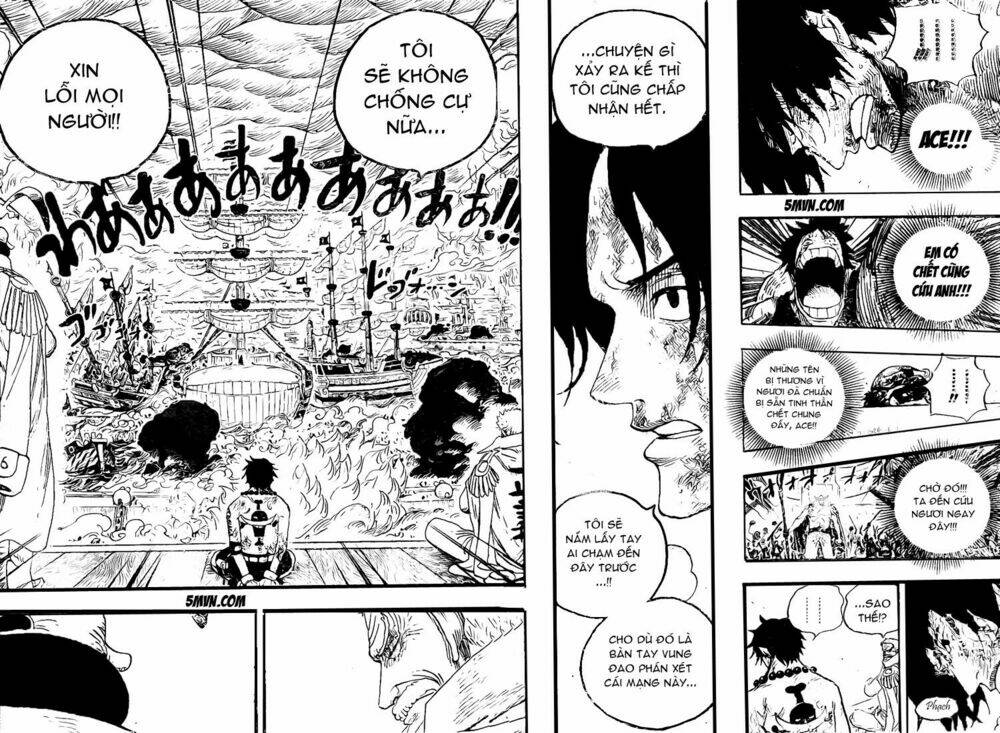 ACE!!!
5MVN.COM
EM CÓ
CHẾT CŨNG
CỨU ANH!!!
NHỮNG TÊN
BỊ THƯƠNG VÌ
NGƯƠI ĐÃ CHUẨN
BỊ SẴN TINH THẦN
CHẾT CHUNG
ĐẤY, ACE!!
CHỜ ĐÓ!!!
TA ĐẾN CỨU
NGƯƠI NGAY
ĐÂY!!!
...SAO
THẾ!?
Phạch
...CHUYỆN GÌ
XẢY RA KẾ THÌ
TÔI CŨNG CHẤP
NHẬN HẾT.
TÔI SẼ
NẮM LẤY TAY
AI CHẠM ĐẾN
ĐÂY TRƯỚC
...!!
CHO DÙ ĐÓ LÀ
BÀN TAY VUNG
ĐAO PHÁN XÉT
CÁI MẠNG NÀY...
TÔI
SẼ KHÔNG
CHỐNG CỰ
NỮA...
XIN
LỖI MỌI
NGƯỜI!!
ああああああああ!!!
ドゴォ…ン
5MVN.COM